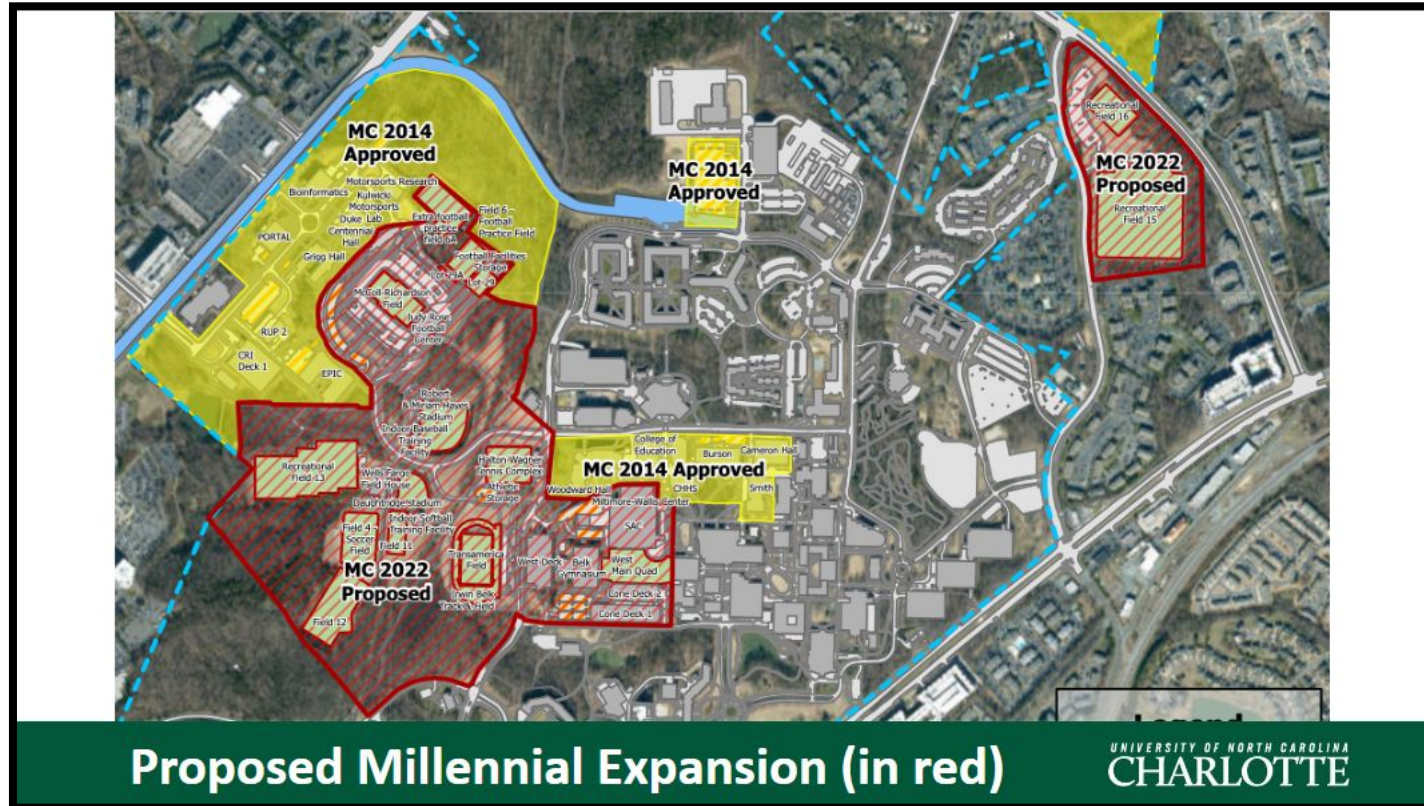 MC 2014
Approved
Motorsports Research
Bioinformatics
Kulwicki
Motorsports
Duke Lab
Centennial
Hall
PORTAL
Grigg Hall
Extra football
practice
field 6A
Field 6 -
Football
Practice Field
Football Facilities
Storage
Lot 29
McColl-Richardson
Field
Judy Rose
Football
Center
RUP 2
CRI
Deck 1
EPIC
MC 2014
Approved
Recreational
Field 16
MC 2022
Proposed
Recreational
Field 15
Robert
& Mariam Hayes
Stadium
Indoor Baseball
Training
Facility
Recreational
Field 13
Wells Fargo
Field House
Halton Wagner
Tennis Complex
Athletic
Storage
Daughtridge Stadium
Indoor Softball
Training Facility
Field 4 -
Soccer
Field
Field 11
MC 2022
Proposed
Field 12
Transamerica
Field
Irwin Belk
Track & Field
College of
Education
Burson
Cameron Hall
MC 2014 Approved
Woodward Hall
CHHS
Smith
Miltimore-Wallis Center
SAC
West Deck
Belk
Gymnasium
West
Main Quad
Cone Deck 2
Cone Deck 1
Legend
Proposed Millennial Expansion (in red)
UNIVERSITY OF NORTH CAROLINA
CHARLOTTE